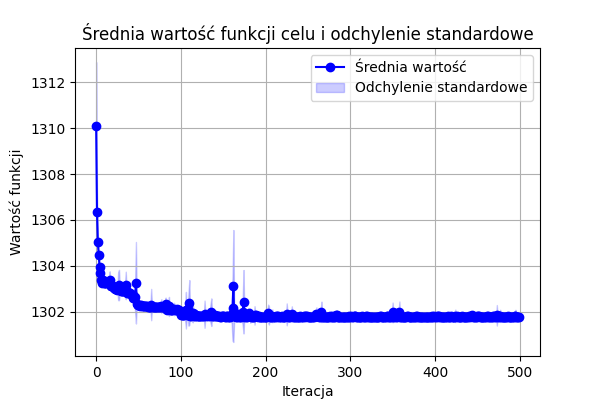 Średnia wartość funkcji celu i odchylenie standardowe
Średnia wartość
Odchylenie standardowe
Wartość funkcji
1312
1310
1308
1306
1304
1302
0 100 200 300 400 500
Iteracja